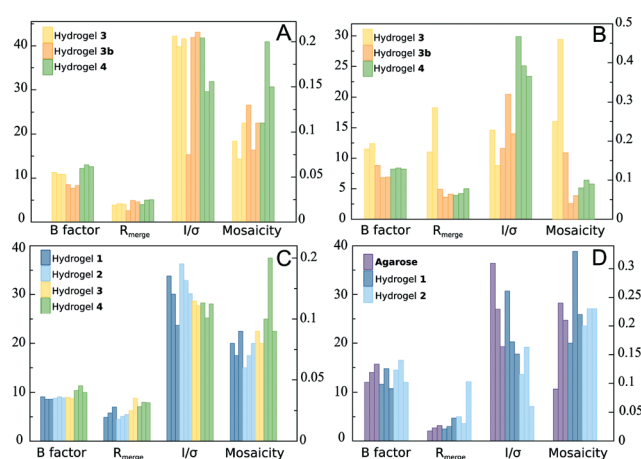 A
Hydrogel 3
Hydrogel 3b
Hydrogel 4
40
30
20
10
0
0.2
0.15
0.1
0.05
0
B factor
Rmerge
I/σ
Mosaicity
B
Hydrogel 3
Hydrogel 3b
Hydrogel 4
30
25
20
15
10
5
0
0.5
0.4
0.3
0.2
0.1
0
B factor
Rmerge
I/σ
Mosaicity
C
Hydrogel 1
Hydrogel 2
Hydrogel 3
Hydrogel 4
40
30
20
10
0
0.2
0.1
0.05
0
B factor
Rmerge
I/σ
Mosaicity
D
Agarose
Hydrogel 1
Hydrogel 2
40
30
20
10
0
0.3
0.25
0.2
0.15
0.1
0.05
0
B factor
Rmerge
I/σ
Mosaicity